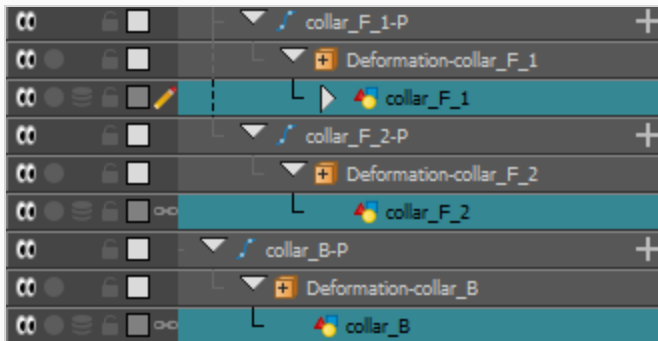 collar_F_1-P
Deformation-collar_F_1
collar_F_1
collar_F_2-P
Deformation-collar_F_2
collar_F_2
collar_B-P
Deformation-collar_B
collar_B